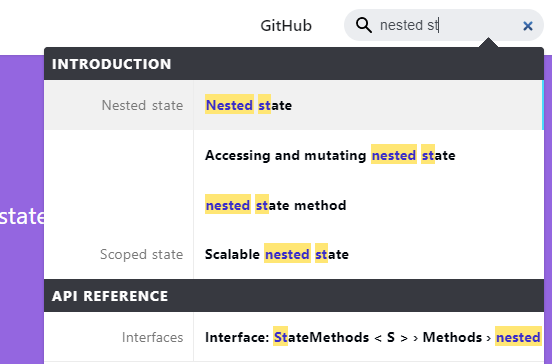 GitHub
nested st
INTRODUCTION
Nested state
Nested state
Accessing and mutating nested state
nested state method
state
Scoped state
Scalable nested state
API REFERENCE
Interfaces
Interface: StateMethods < S > › Methods › nested